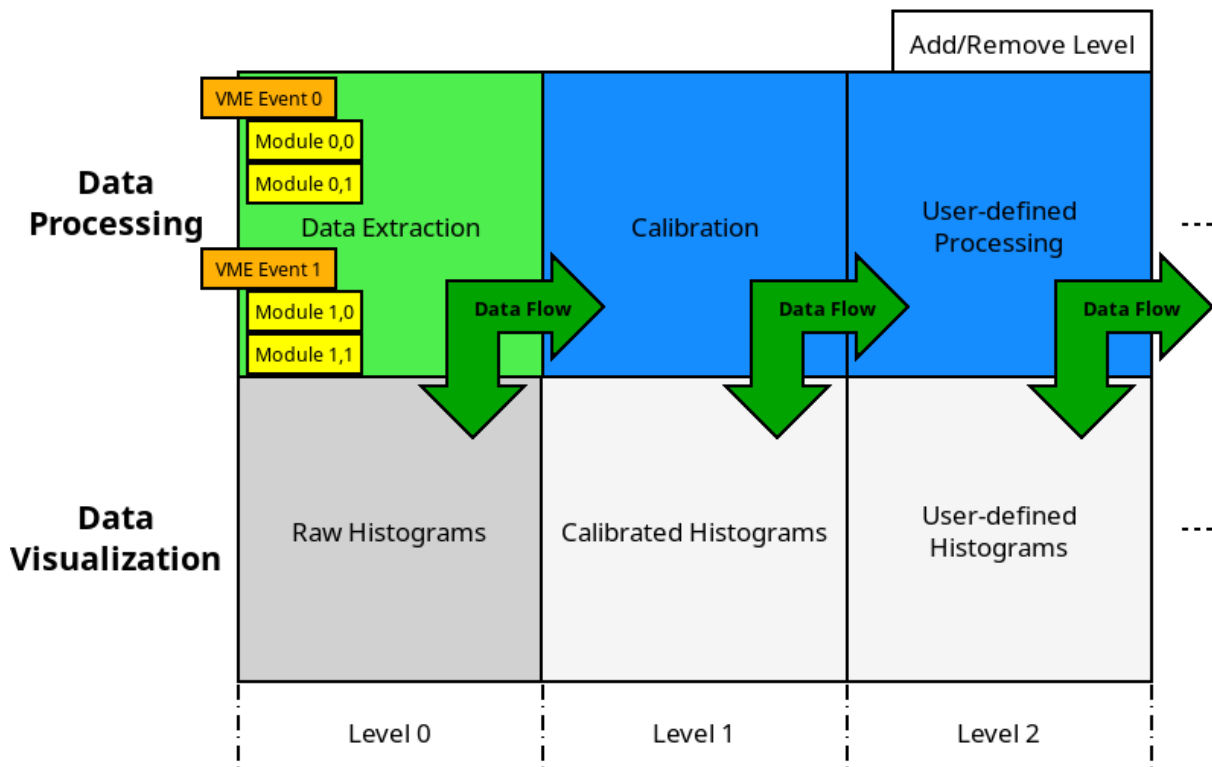 Add/Remove Level
VME Event 0
Module 0,0
Module 0,1
Data
Processing
Data Extraction
Calibration
User-defined
Processing
VME Event 1
Module 1,0
Module 1,1
Data Flow
Data Flow
Data Flow
Data
Visualization
Raw Histograms
Calibrated Histograms
User-defined
Histograms
Level 0
Level 1
Level 2